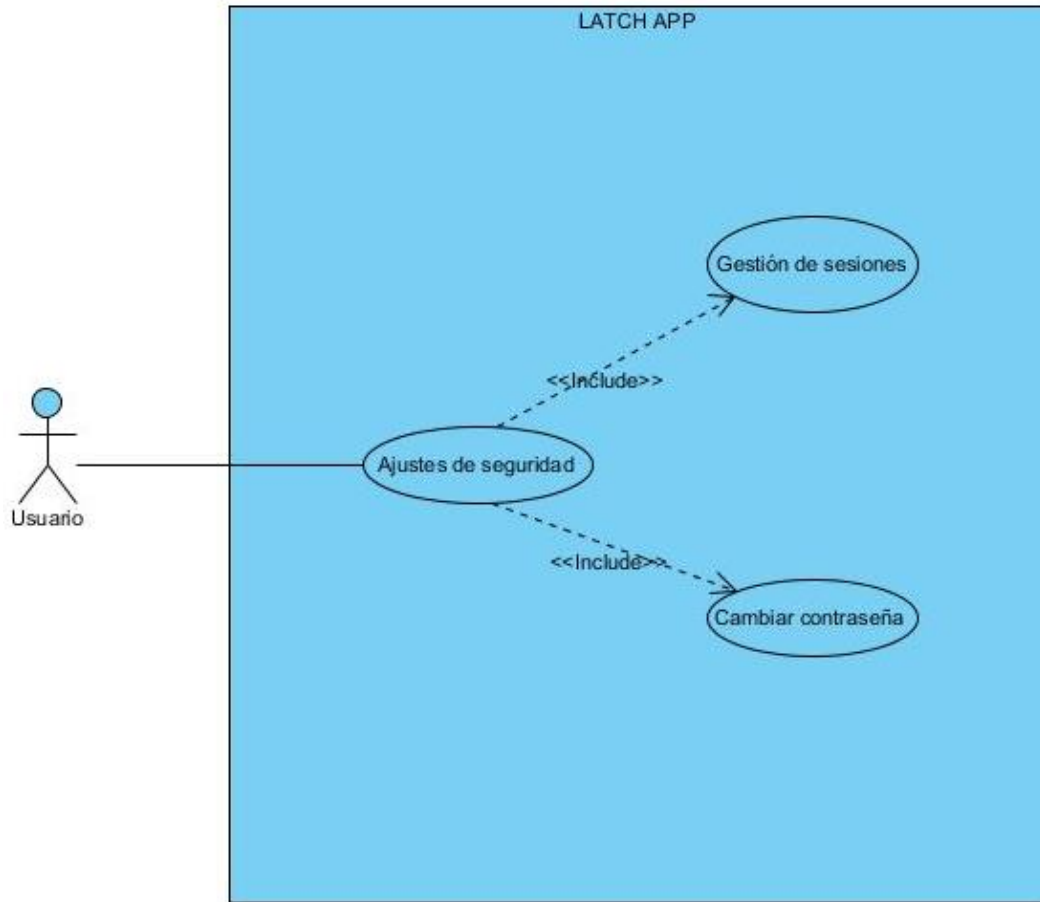 LATCH APP
Gestión de sesiones
<<Include>>
Ajustes de seguridad
Usuario
<<Include>>
Cambiar contraseña